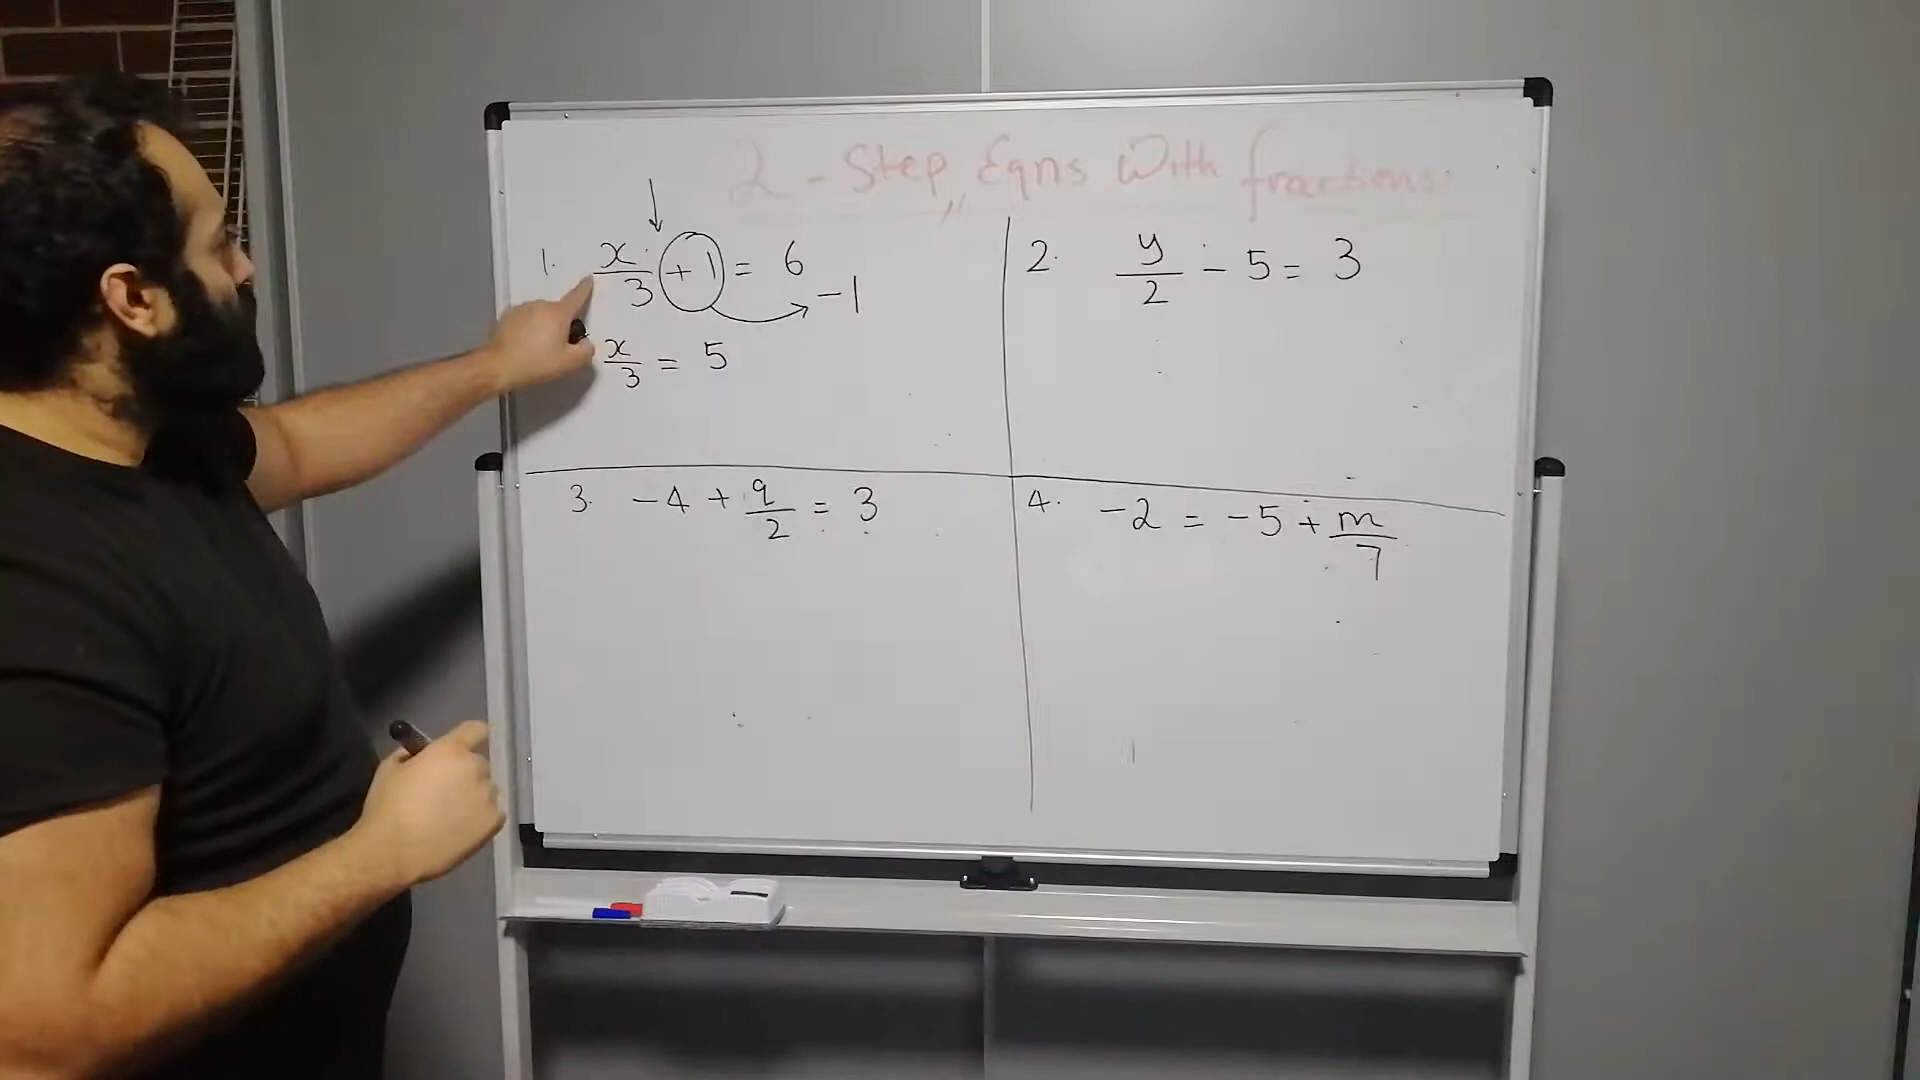 2 - Step Eqns With fractions
1. x/3 + 1 = 6
-1
x/3 = 5
2. y/2 - 5 = 3
3. -4 + q/2 = 3
4. -2 = -5 + m/7